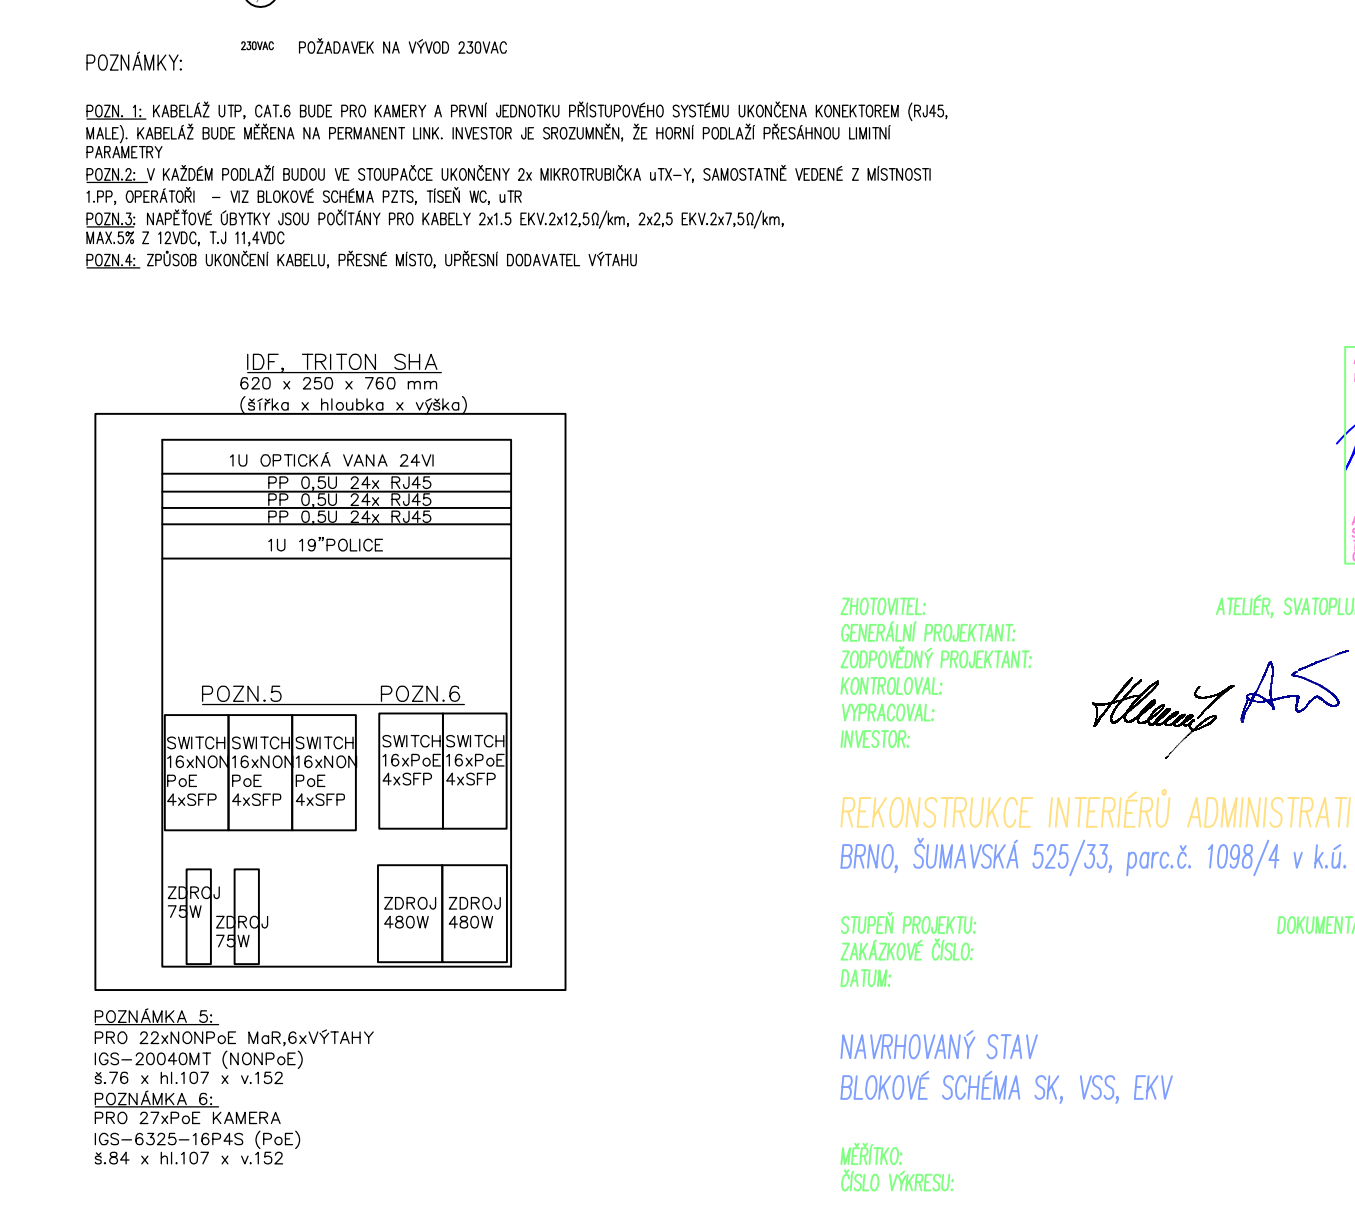 230VAC POŽADAVEK NA VÝVOD 230VAC
POZNÁMKY:
POZN. 1: KABELÁŽ UTP, CAT.6 BUDE PRO KAMERY A PRVNÍ JEDNOTKU PŘÍSTUPOVÉHO SYSTÉMU UKONČENA KONEKTOREM (RJ45,
MALE). KABELÁŽ BUDE MĚŘENA NA PERMANENT LINK. INVESTOR JE SROZUMNĚN, ŽE HORNÍ PODLAŽÍ PŘESÁHNOU LIMITNÍ
PARAMETRY
POZN.2: V KAŽDÉM PODLAŽÍ BUDOU VE STOUPAČCE UKONČENY 2x MIKROTRUBIČKA uTX-Y, SAMOSTATNĚ VEDENÉ Z MÍSTNOSTI
1.PP, OPERÁTOŘI - VIZ BLOKOVÉ SCHÉMA PZTS, TÍSEŇ WC, uTR
POZN.3: NAPĚŤOVÉ ÚBYTKY JSOU POČÍTÁNY PRO KABELY 2x1.5 EKV.2x12,5Ω/km, 2x2,5 EKV.2x7,5Ω/km,
MAX.5% Z 12VDC, T.J 11,4VDC
POZN.4: ZPŮSOB UKONČENÍ KABELU, PŘESNÉ MÍSTO, UPŘESNÍ DODAVATEL VÝTAHU
IDF, TRITON SHA
620 x 250 x 760 mm
(šířka x hloubka x výška)
1U OPTICKÁ VANA 24VI
PP 0,5U 24x RJ45
PP 0,5U 24x RJ45
PP 0.5U 24x RJ45
1U 19"POLICE
POZN.5 POZN.6
SWITCH
16xNON
PoE
4xSFP
SWITCH
16xNON
PoE
4xSFP
SWITCH
16xNON
PoE
4xSFP
SWITCH
16xPoE
4xSFP
SWITCH
16xPoE
4xSFP
ZDROJ
75W
ZDROJ
75W
ZDROJ
480W
ZDROJ
480W
POZNÁMKA 5:
PRO 22xNONPoE MaR,6xVÝTAHY
IGS-20040MT (NONPoE)
š.76 x hl.107 x v.152
POZNÁMKA 6:
PRO 27xPoE KAMERA
IGS-6325-16P4S (PoE)
š.84 x hl.107 x v.152
ZHOTOVITEL: ATELIÉR, SVATOPLU
GENERÁLNÍ PROJEKTANT:
ZODPOVĚDNÝ PROJEKTANT:
KONTROLOVAL:
VYPRACOVAL:
INVESTOR:
REKONSTRUKCE INTERIÉRŮ ADMINISTRATI
BRNO, ŠUMAVSKÁ 525/33, parc.č. 1098/4 v k.ú.
STUPEŇ PROJEKTU: DOKUMENTA
ZAKÁZKOVÉ ČÍSLO:
DATUM:
NAVRHOVANÝ STAV
BLOKOVÉ SCHÉMA SK, VSS, EKV
MĚŘÍTKO:
ČÍSLO VÝKRESU: